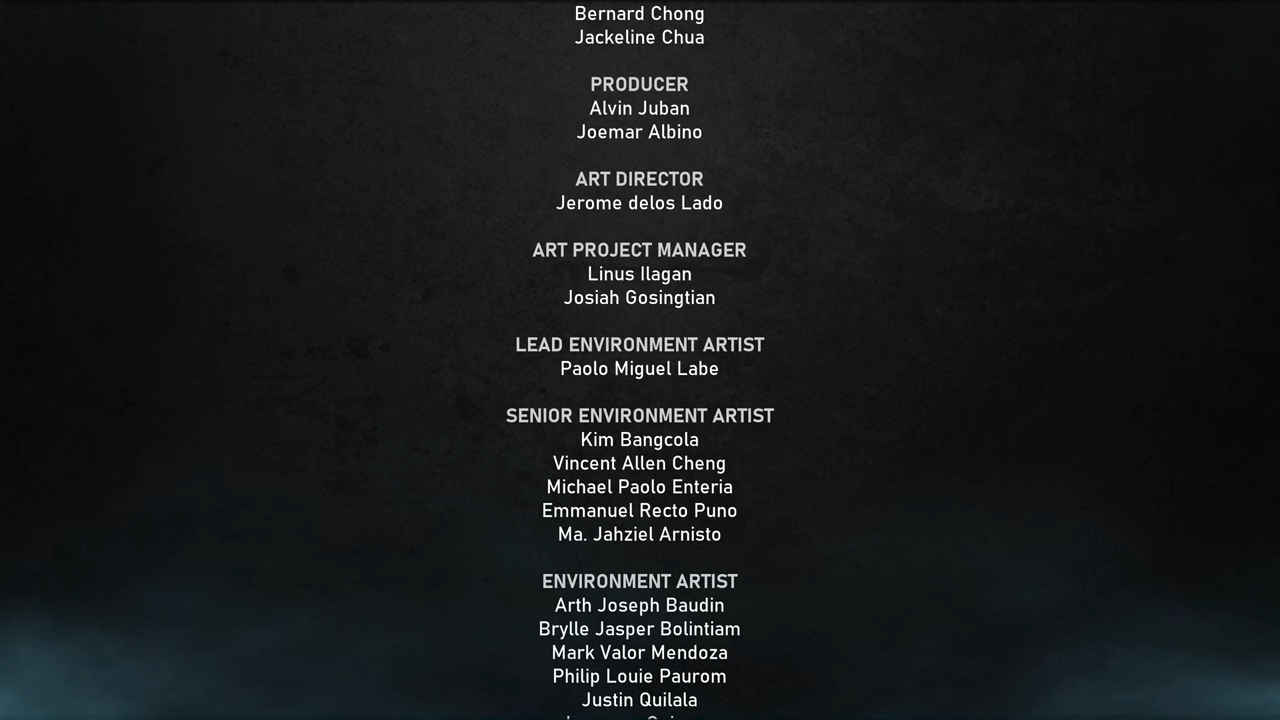 Bernard Chong
Jackeline Chua
PRODUCER
Alvin Juban
Joemar Albino
ART DIRECTOR
Jerome delos Lado
ART PROJECT MANAGER
Linus Ilagan
Josiah Gosingtian
LEAD ENVIRONMENT ARTIST
Paolo Miguel Labe
SENIOR ENVIRONMENT ARTIST
Kim Bangcola
Vincent Allen Cheng
Michael Paolo Enteria
Emmanuel Recto Puno
Ma. Jahziel Arnisto
ENVIRONMENT ARTIST
Arth Joseph Baudin
Brylle Jasper Bolintiam
Mark Valor Mendoza
Philip Louie Paurom
Justin Quilala